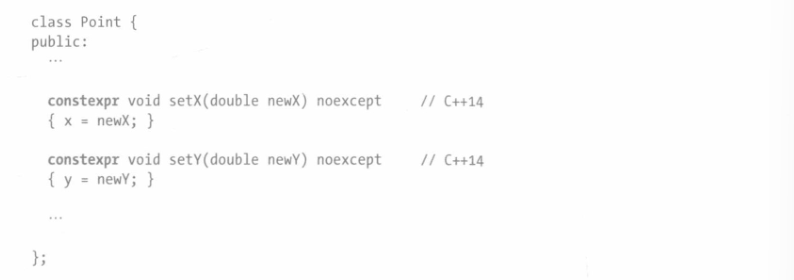 class Point {
public:
...
constexpr void setX(double newX) noexcept // C++14
{ x = newX; }
constexpr void setY(double newY) noexcept // C++14
{ y = newY; }
...
};